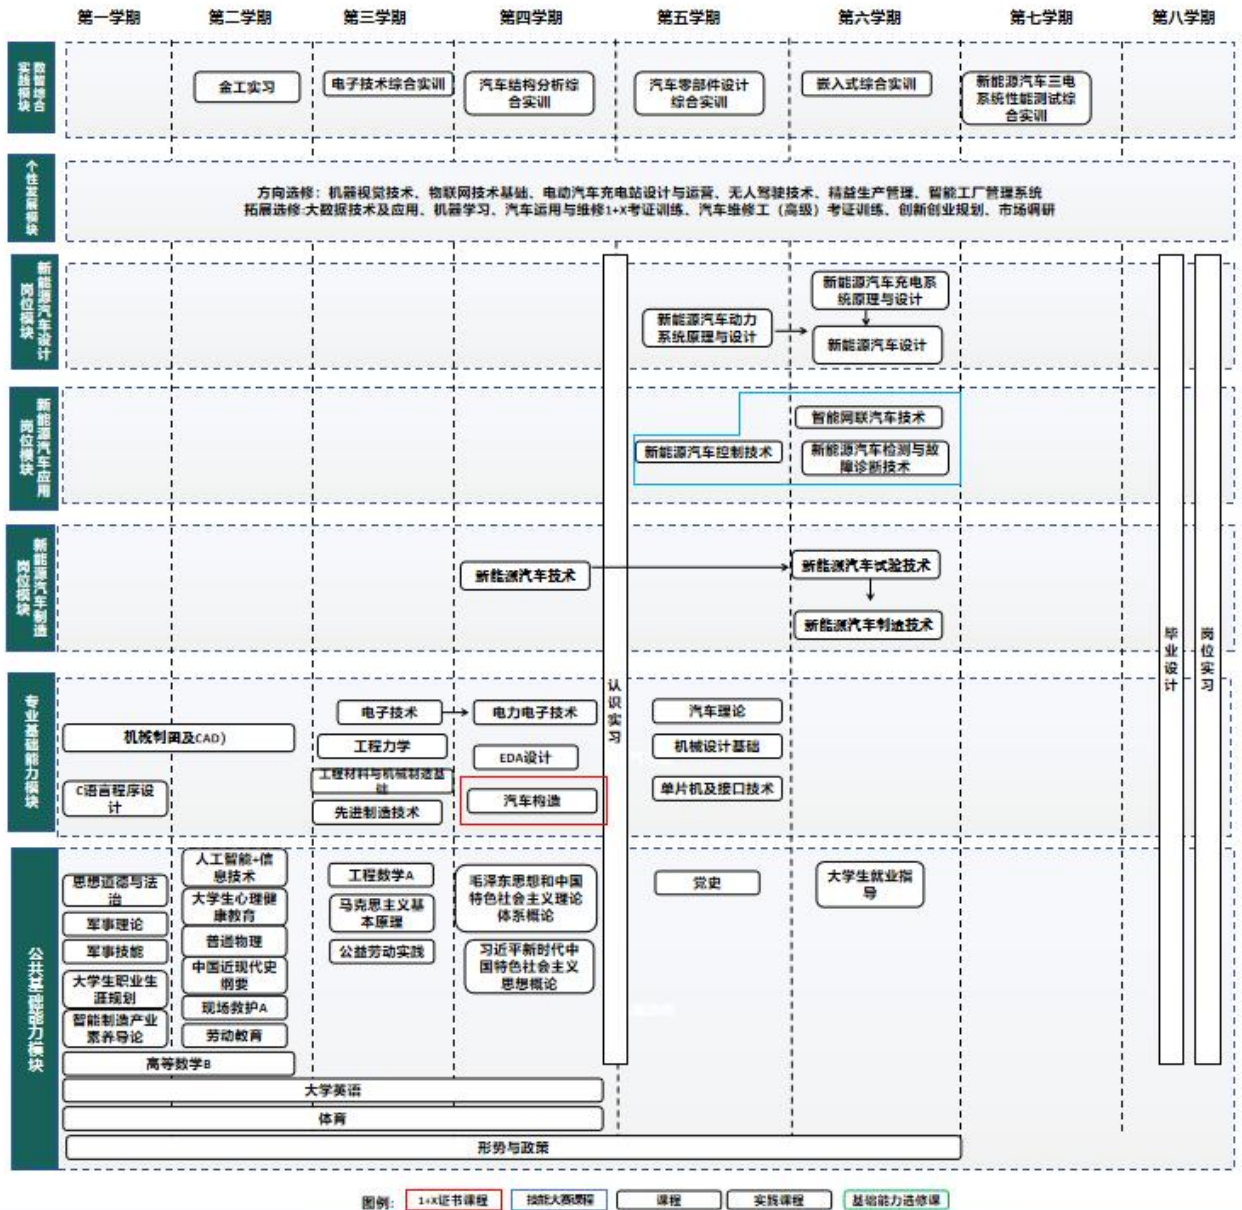 第一学期 第二学期 第三学期 第四学期 第五学期 第六学期 第七学期 第八学期
数智综合
实践模块
金工实习
电子技术综合实训
汽车结构分析综
合实训
汽车零部件设计
综合实训
嵌入式综合实训
新能源汽车三电
系统性能测试综
合实训
个性发展模块
方向选修：机器视觉技术、物联网技术基础、电动汽车充电站设计与运营、无人驾驶技术、精益生产管理、智能工厂管理系统
拓展选修:大数据技术及应用、机器学习、汽车运用与维修1+X考证训练、汽车维修工（高级）考证训练、创新创业规划、市场调研
新能源汽车设计
岗位模块
新能源汽车动力
系统原理与设计
新能源汽车充电系
统原理与设计
新能源汽车设计
新能源汽车应用
岗位模块
新能源汽车控制技术
智能网联汽车技术
新能源汽车检测与故
障诊断技术
新能源汽车制造
岗位模块
新能源汽车技术
新能源汽车试验技术
新能源汽车制造技术
认识实习
毕业设计
岗位实习
专业基础能力模块
机械制图及CAD）
C语言程序设
计
电子技术
工程力学
工程材料与机械制造基
础
先进制造技术
电力电子技术
EDA设计
汽车构造
汽车理论
机械设计基础
单片机及接口技术
公共基础能力模块
思想道德与法
治
军事理论
军事技能
大学生职业生
涯规划
智能制造产业
素养导论
人工智能+信
息技术
大学生心理健
康教育
普通物理
中国近现代史
纲要
现场救护A
劳动教育
工程数学A
马克思主义基
本原理
公益劳动实践
毛泽东思想和中国
特色社会主义理论
体系概论
习近平新时代中
国特色社会主义
思想概论
党史
大学生就业指
导
高等数学B
大学英语
体育
形势与政策
图例： 1+X证书课程 技能大赛课程 课程 实践课程 基础能力选修课